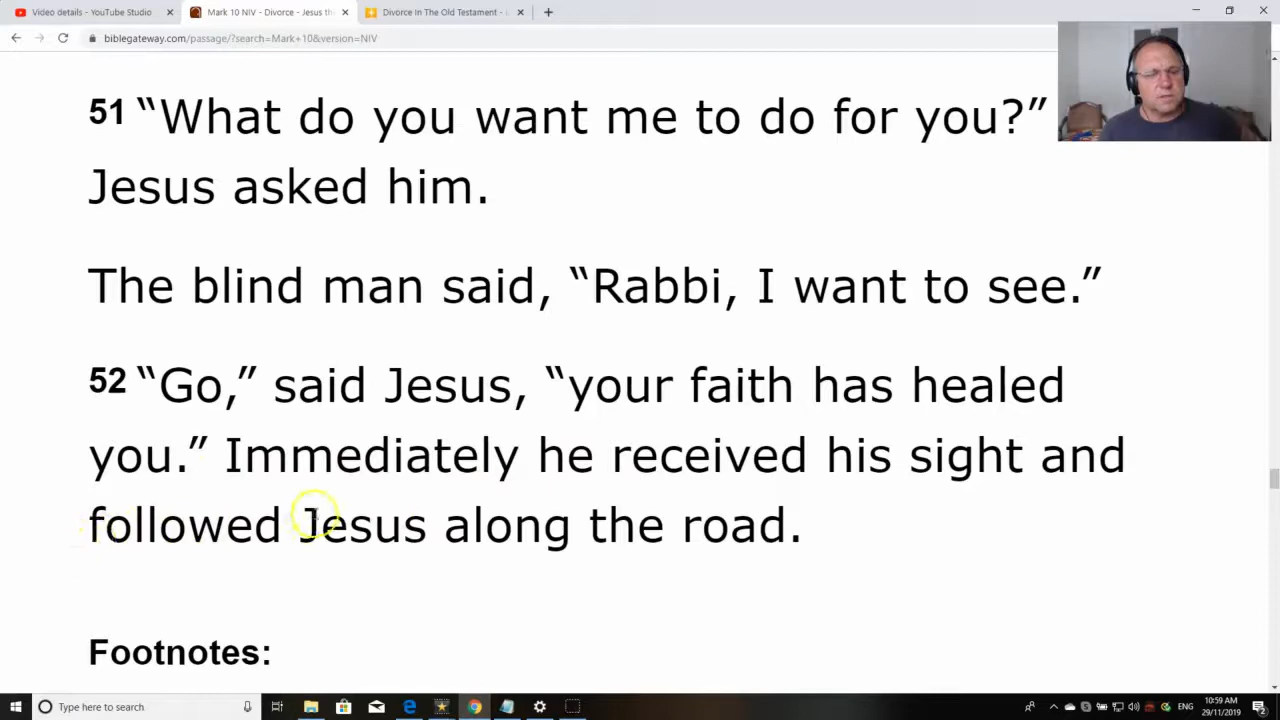 Video details - YouTube Studio
Mark 10 NIV - Divorce - Jesus th
Divorce In The Old Testament -
biblegateway.com/passage/?search=Mark+10&version=NIV
51 “What do you want me to do for you?”
Jesus asked him.
The blind man said, “Rabbi, I want to see.”
52 “Go,” said Jesus, “your faith has healed
you.” Immediately he received his sight and
followed Jesus along the road.
Footnotes:
Type here to search
ENG
10:59 AM
29/11/2019